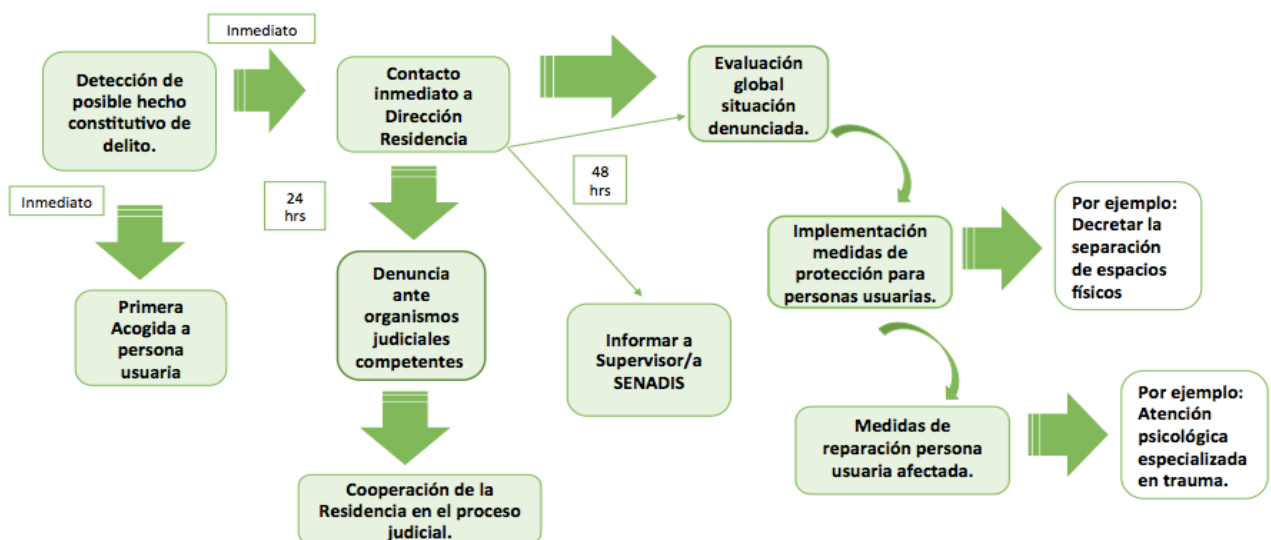 Inmediato
Detección de
posible hecho
constitutivo de
delito.
Contacto
inmediato a
Dirección
Residencia
Evaluación
global
situación
denunciada.
Inmediato
24
hrs
48
hrs
Primera
Acogida a
persona
usuaria
Denuncia
ante
organismos
judiciales
competentes
Informar a
Supervisor/a
SENADIS
Implementación
medidas de
protección para
personas usuarias.
Por ejemplo:
Decretar la
separación
de espacios
físicos
Cooperación de la
Residencia en el proceso
judicial.
Medidas de
reparación persona
usuaria afectada.
Por ejemplo:
Atención
psicológica
especializada
en trauma.